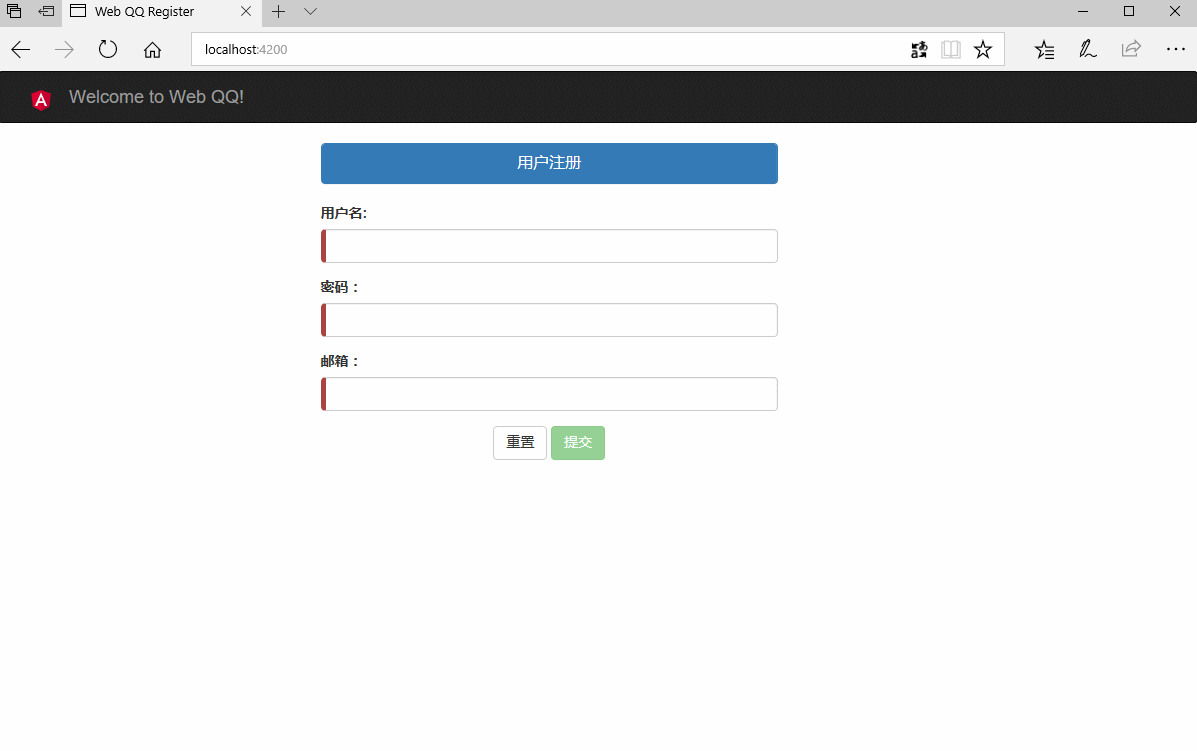 Web QQ Register
localhost:4200
Welcome to Web QQ!
用户注册
用户名:
密码：
邮箱：
重置 提交